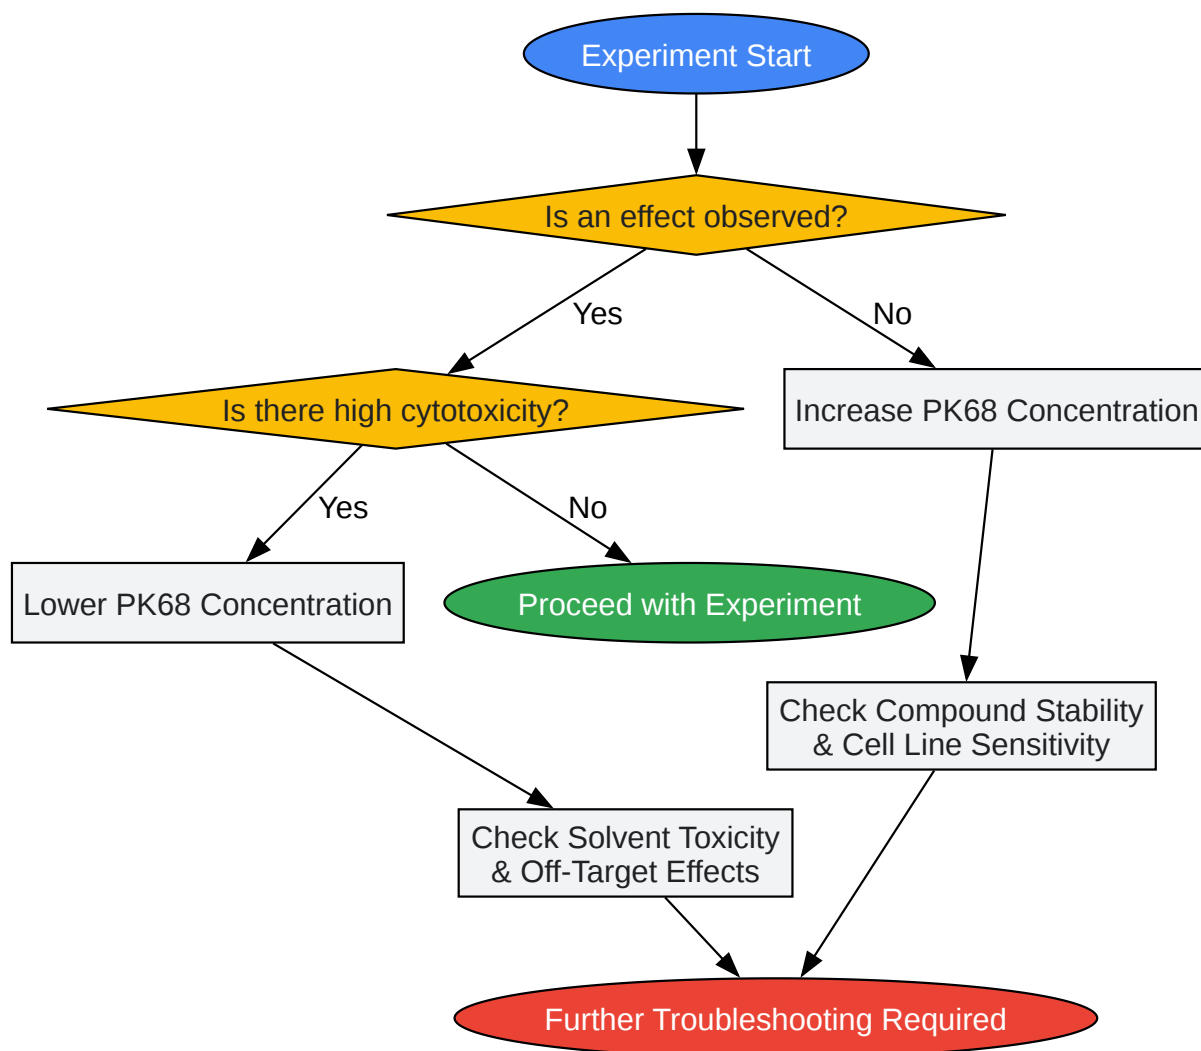 Experiment Start
Is an effect observed?
Yes
No
Is there high cytotoxicity?
Increase PK68 Concentration
Yes
No
Lower PK68 Concentration
Proceed with Experiment
Check Compound Stability
& Cell Line Sensitivity
Check Solvent Toxicity
& Off-Target Effects
Further Troubleshooting Required